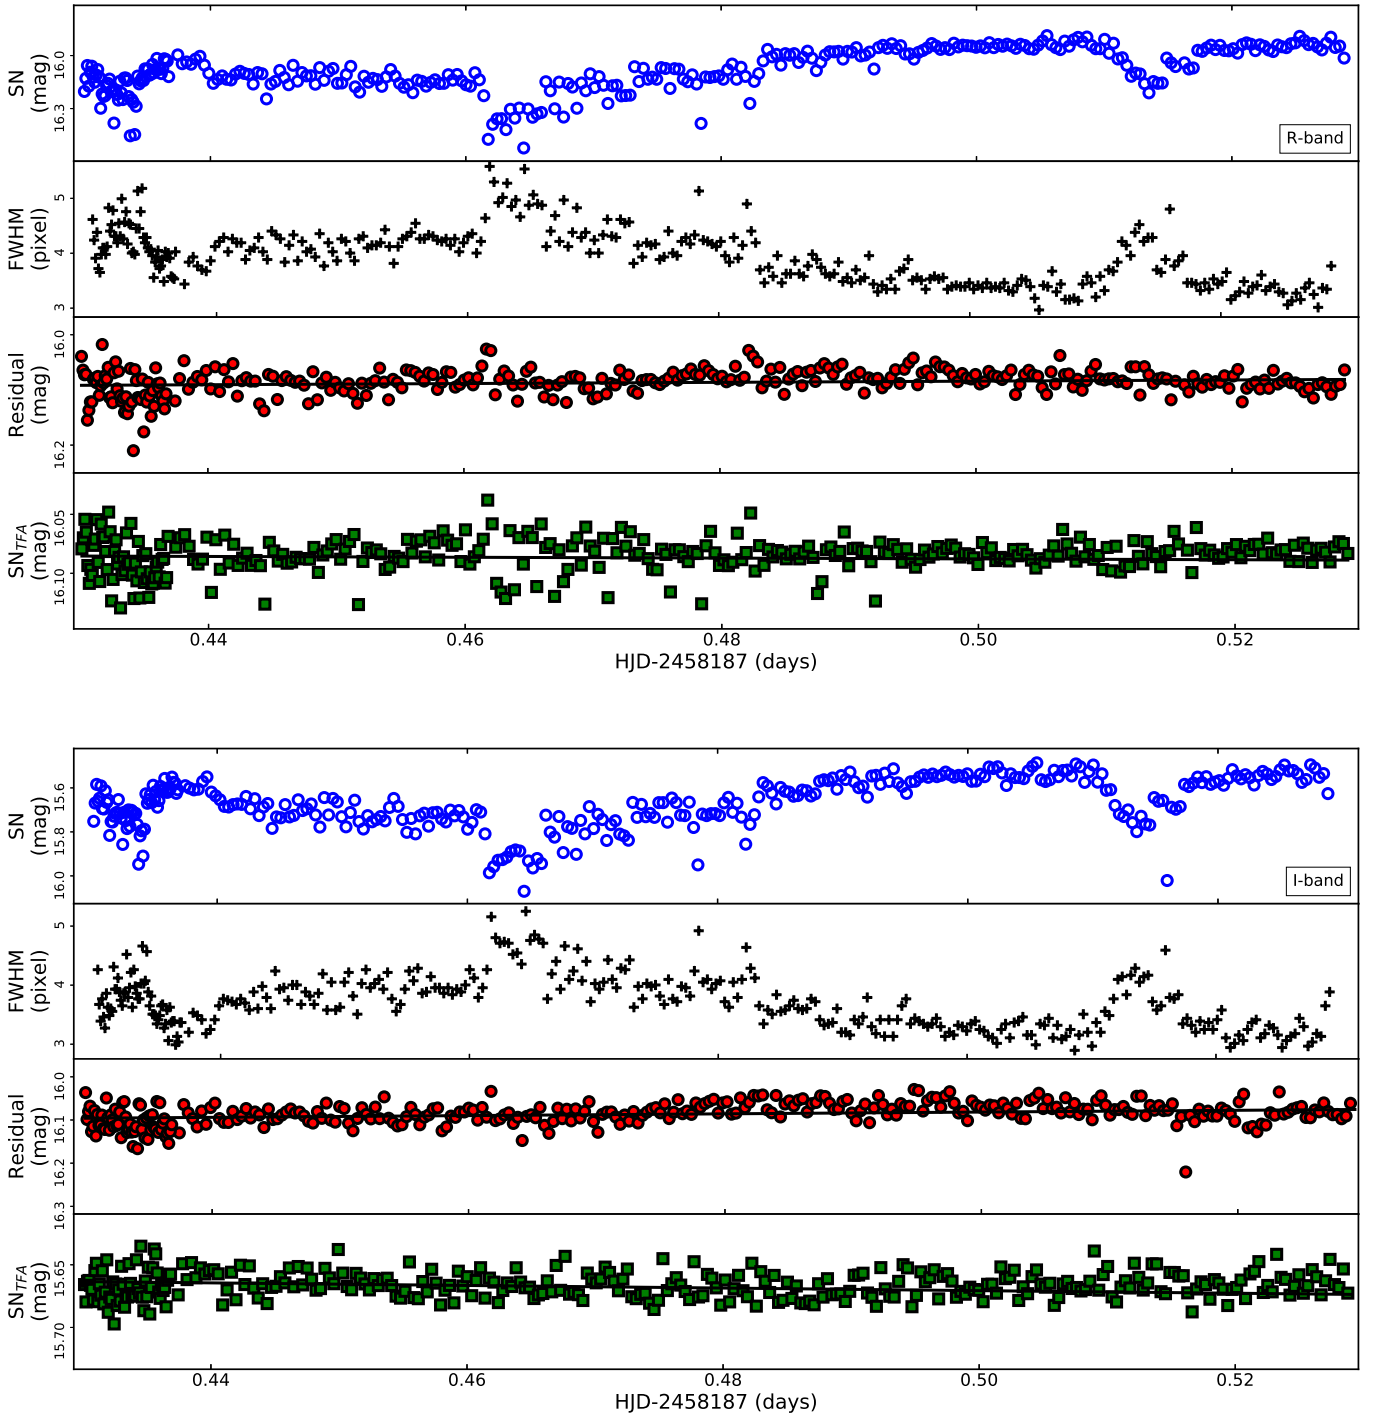 SN
(mag)
16.0
16.3
R-band
FWHM
(pixel)
5
4
3
Residual
(mag)
16.0
16.2
SN_TFA
(mag)
16.05
16.10
0.44 0.46 0.48 0.50 0.52
HJD-2458187 (days)
SN
(mag)
15.6
15.8
16.0
I-band
FWHM
(pixel)
5
4
3
Residual
(mag)
16.0
16.1
16.2
16.3
SN_TFA
(mag)
15.65
15.70
0.44 0.46 0.48 0.50 0.52
HJD-2458187 (days)